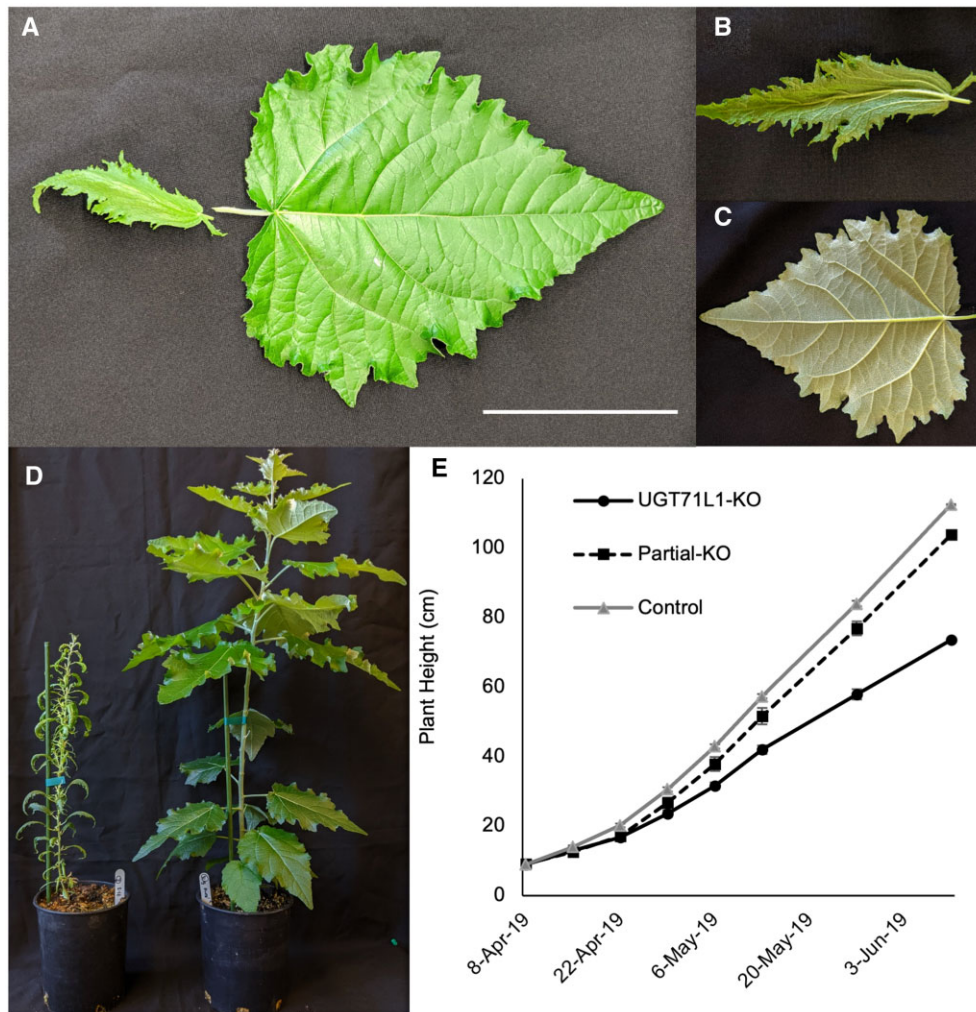 A
B
C
D
E
120
100
80
60
40
20
0
Plant Height (cm)
UGT71L1-KO
Partial-KO
Control
8-Apr-19
22-Apr-19
6-May-19
20-May-19
3-Jun-19